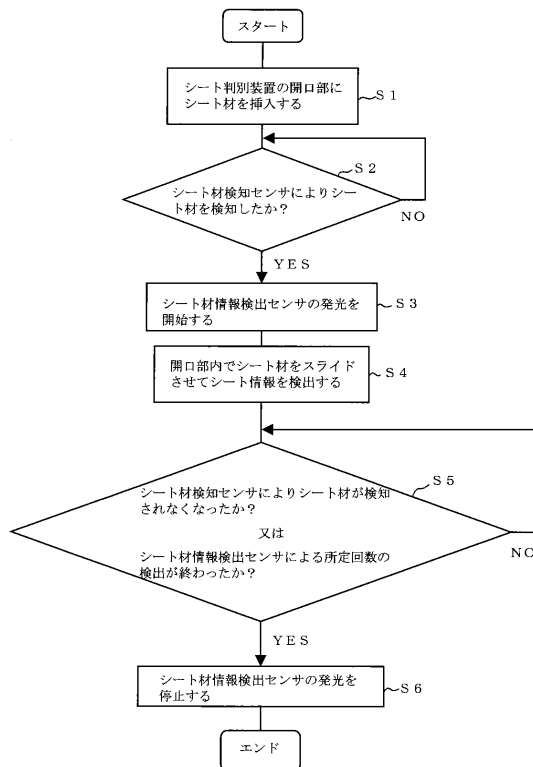 スタート
シート判別装置の開口部に
シート材を挿入する
S1
S2
シート材検知センサによりシー
ト材を検知したか？
NO
YES
シート材情報検出センサの発光を
開始する
S3
開口部内でシート材をスライド
させてシート情報を検出する
S4
S5
シート材検知センサによりシート材が検知
されなくなったか？
又は
シート材情報検出センサによる所定回数の
検出が終わったか？
NO
YES
シート材情報検出センサの発光を
停止する
S6
エンド